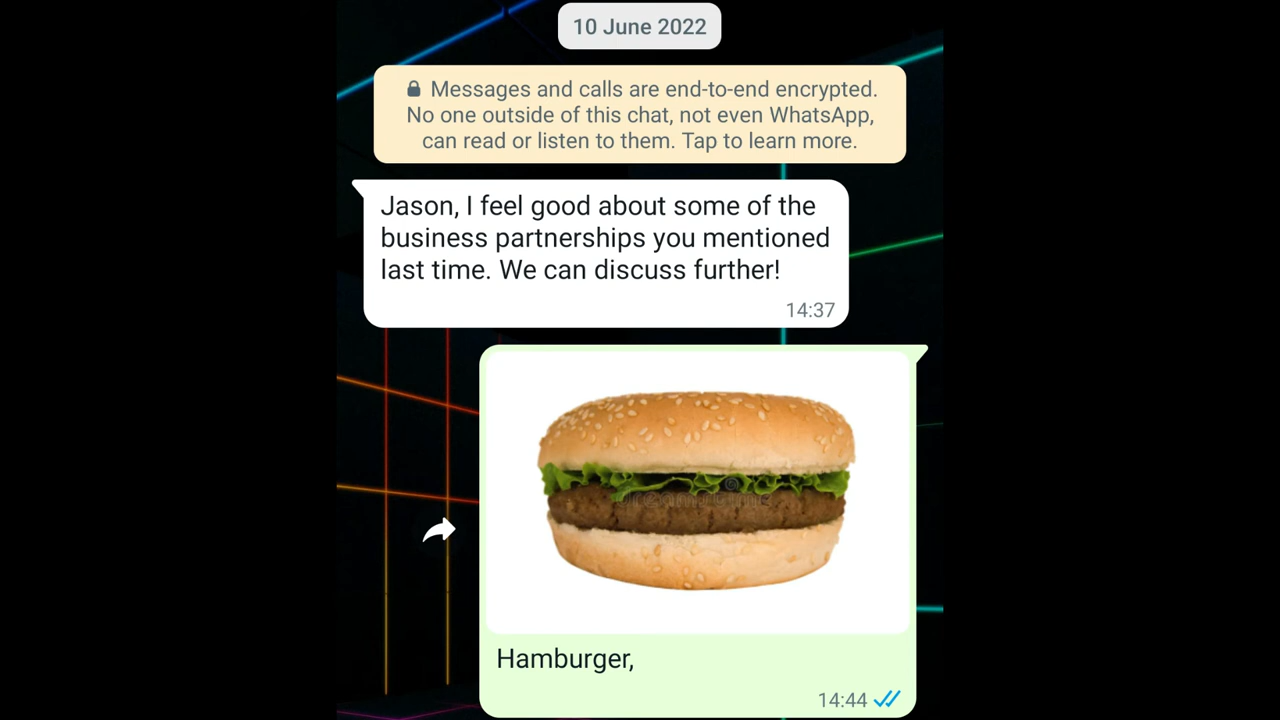 10 June 2022
Messages and calls are end-to-end encrypted.
No one outside of this chat, not even WhatsApp,
can read or listen to them. Tap to learn more.
Jason, I feel good about some of the
business partnerships you mentioned
last time. We can discuss further!
14:37
dreamstime
Hamburger,
14:44